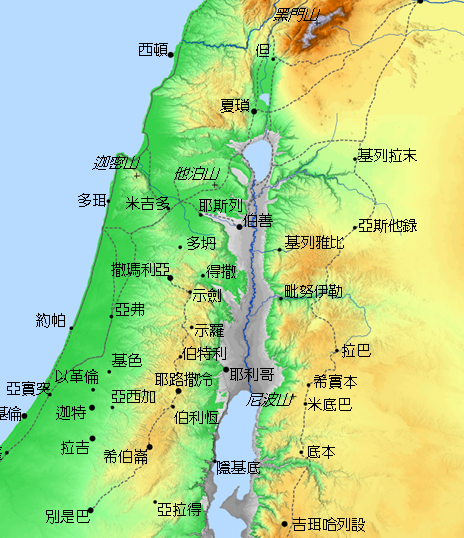 黑門山
西頓
但
夏瑣
迦密山
他泊山
基列拉末
多珥
米吉多
耶斯列
伯善
亞斯他錄
多坍
基列雅比
撒瑪利亞
得撒
示劍
毗努伊勒
亞弗
約帕
示羅
伯特利
拉巴
基色
以革倫
耶路撒冷
耶利哥
希實本
亞實突
亞西加
尼波山
米底巴
基倫
迦特
伯利恆
拉吉
希伯崙
底本
隱基底
別是巴
亞拉得
吉珥哈列設